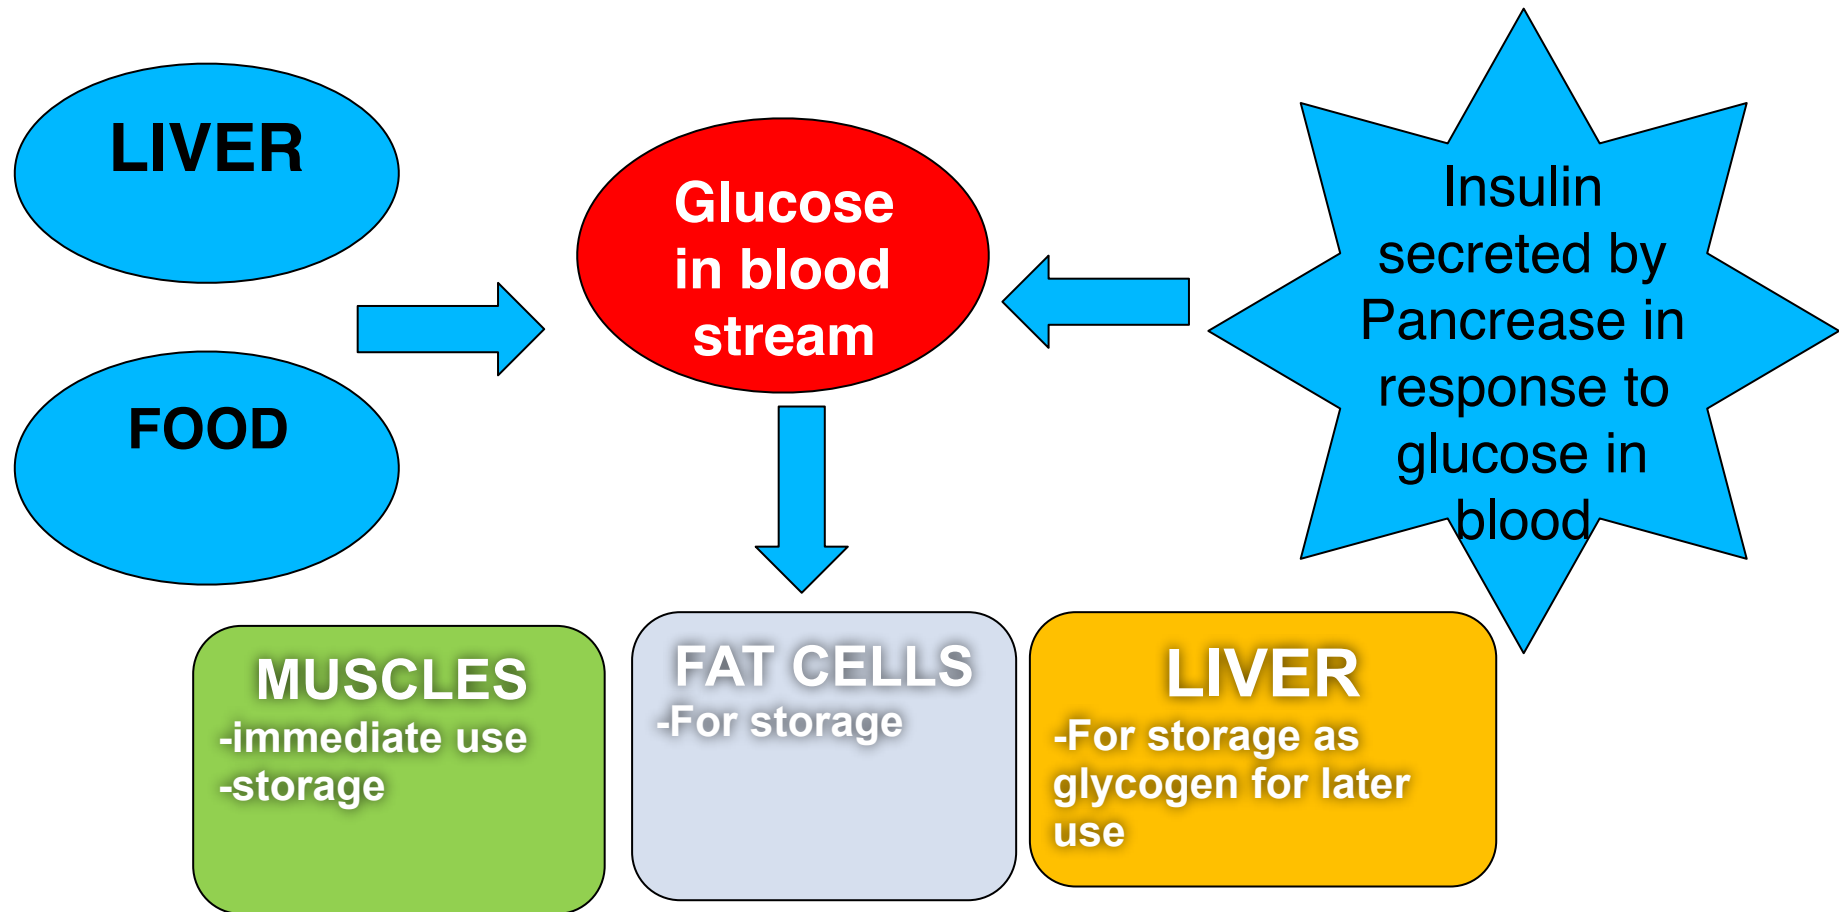 LIVER
FOOD
Glucose
in blood
stream
Insulin
secreted by
Pancrease in
response to
glucose in
blood
MUSCLES
-immediate use
-storage
FAT CELLS
-For storage
LIVER
-For storage as
glycogen for later
use